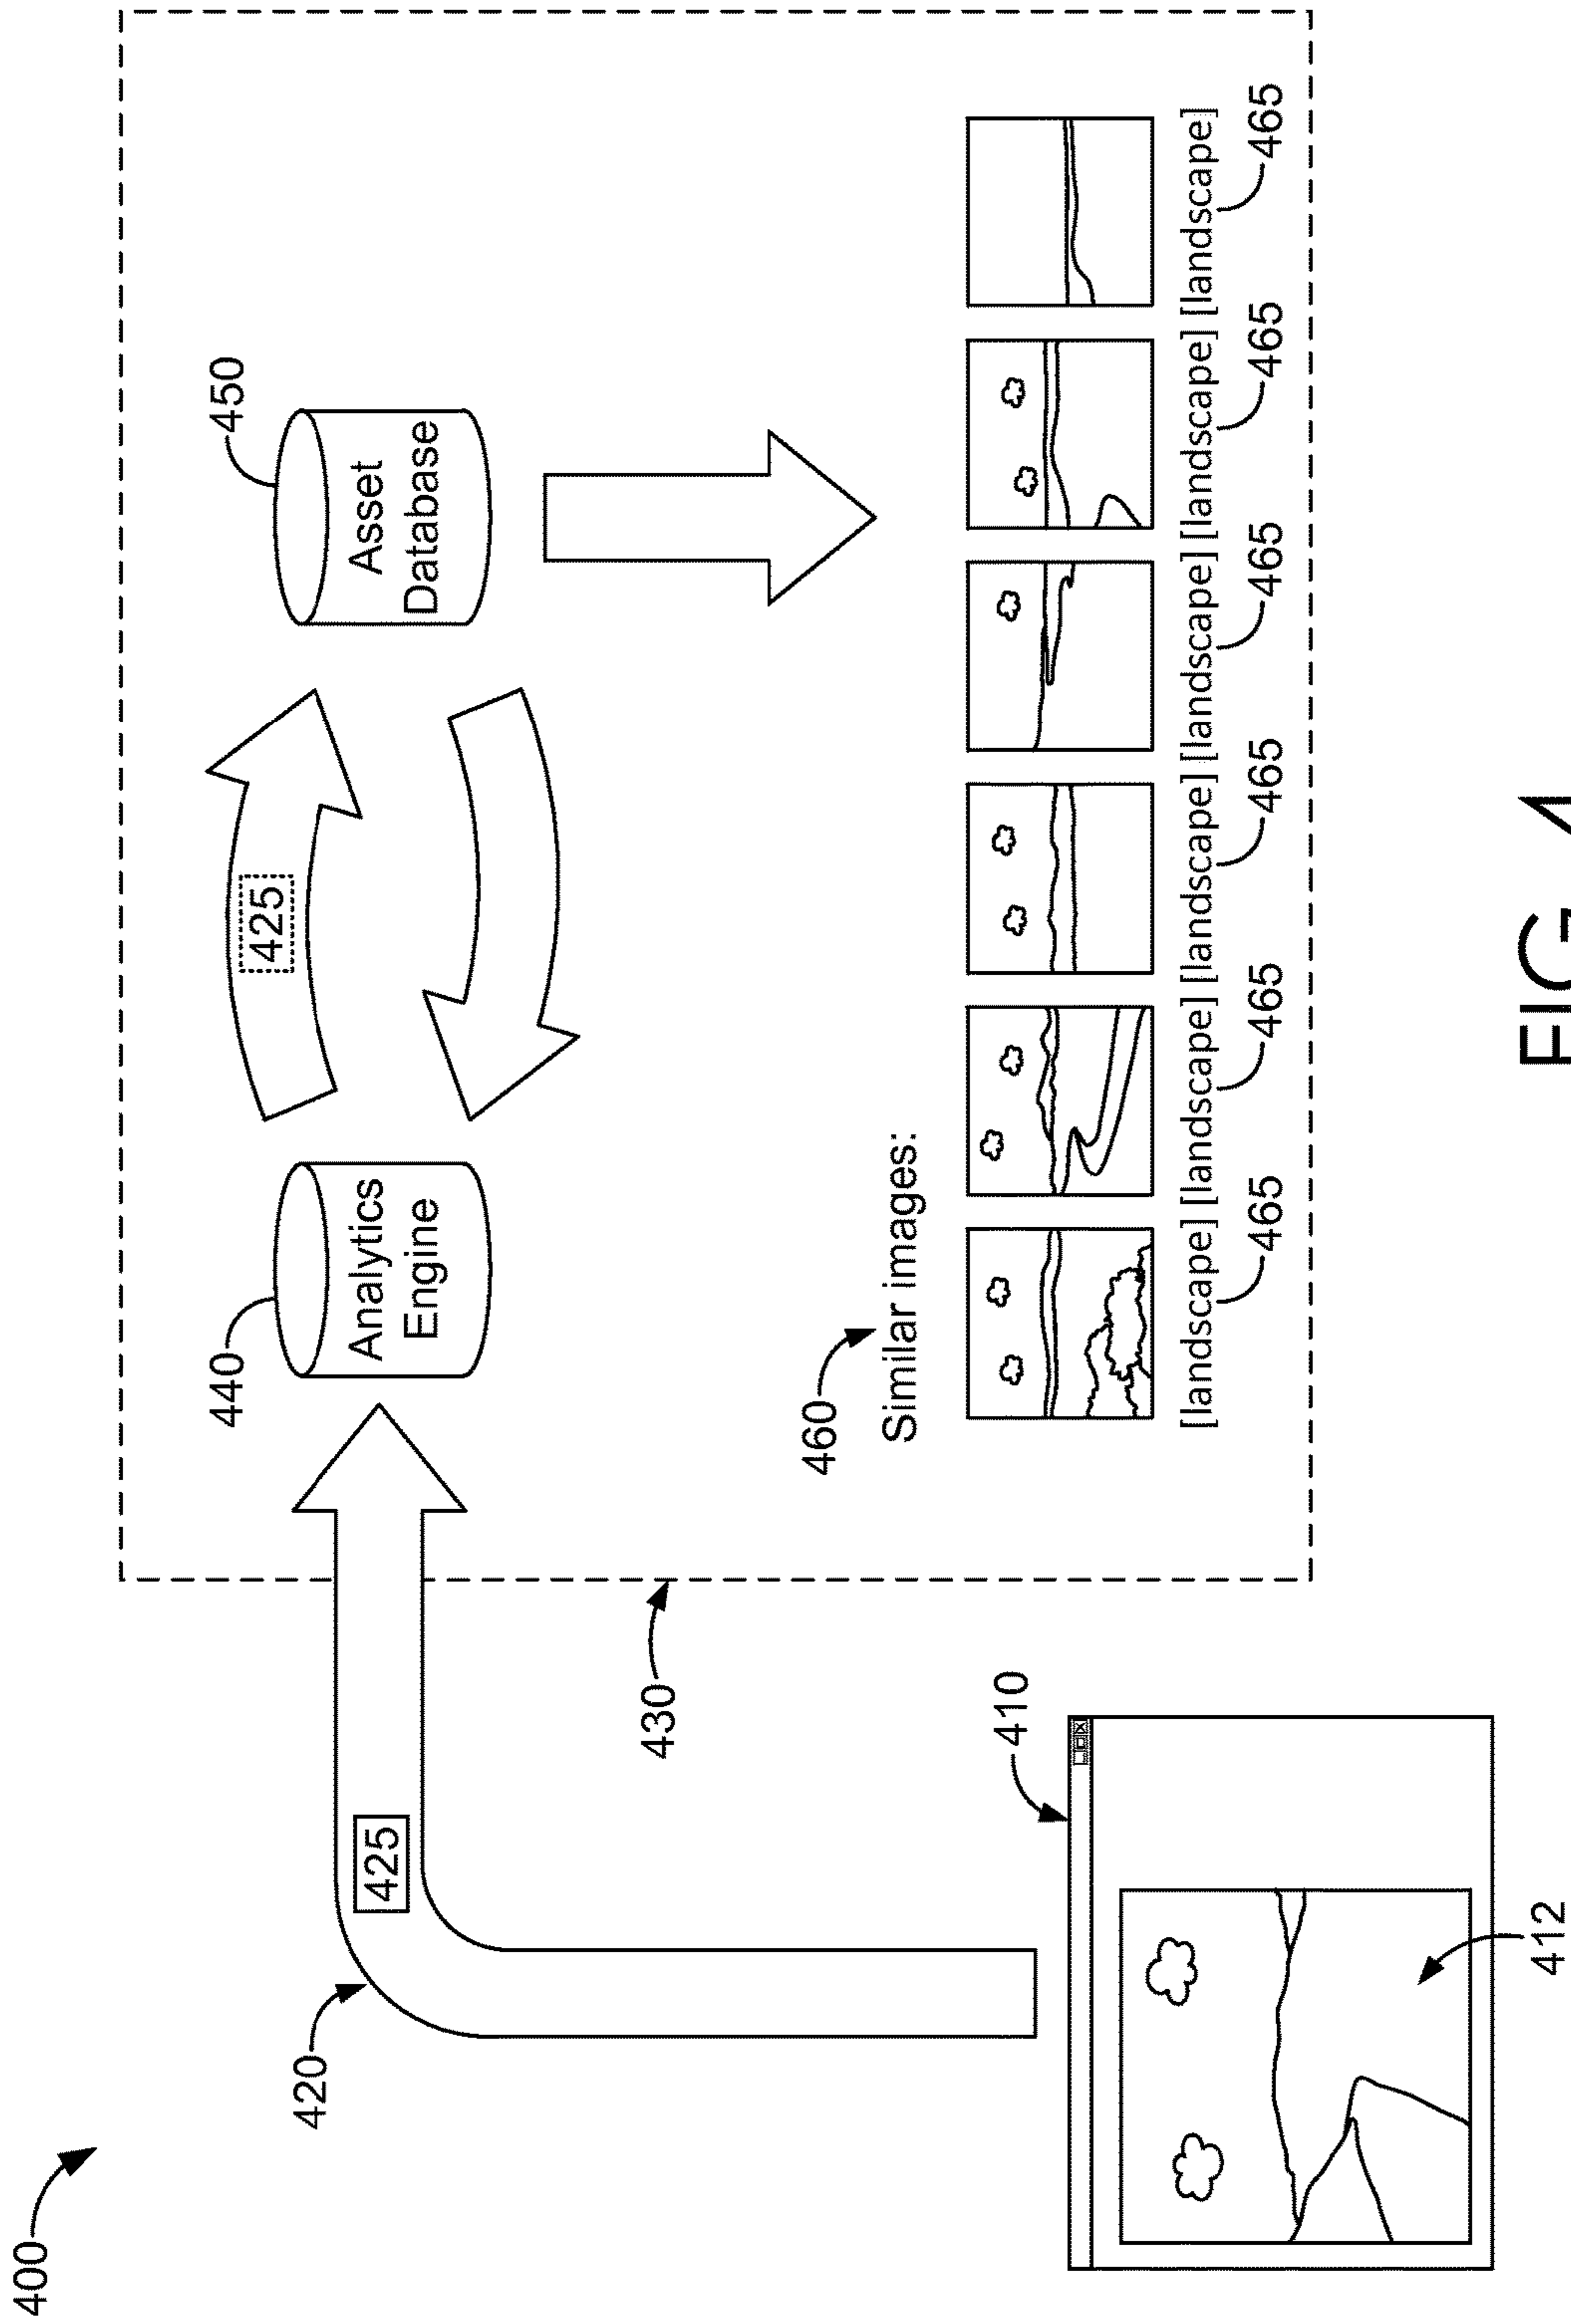 400
420
425
440
Analytics
Engine
425
450
Asset
Database
430
410
412
460
Similar images:
[landscape] [landscape] [landscape] [landscape] [landscape] [landscape]
465 465 465 465 465 465
FIG. 4